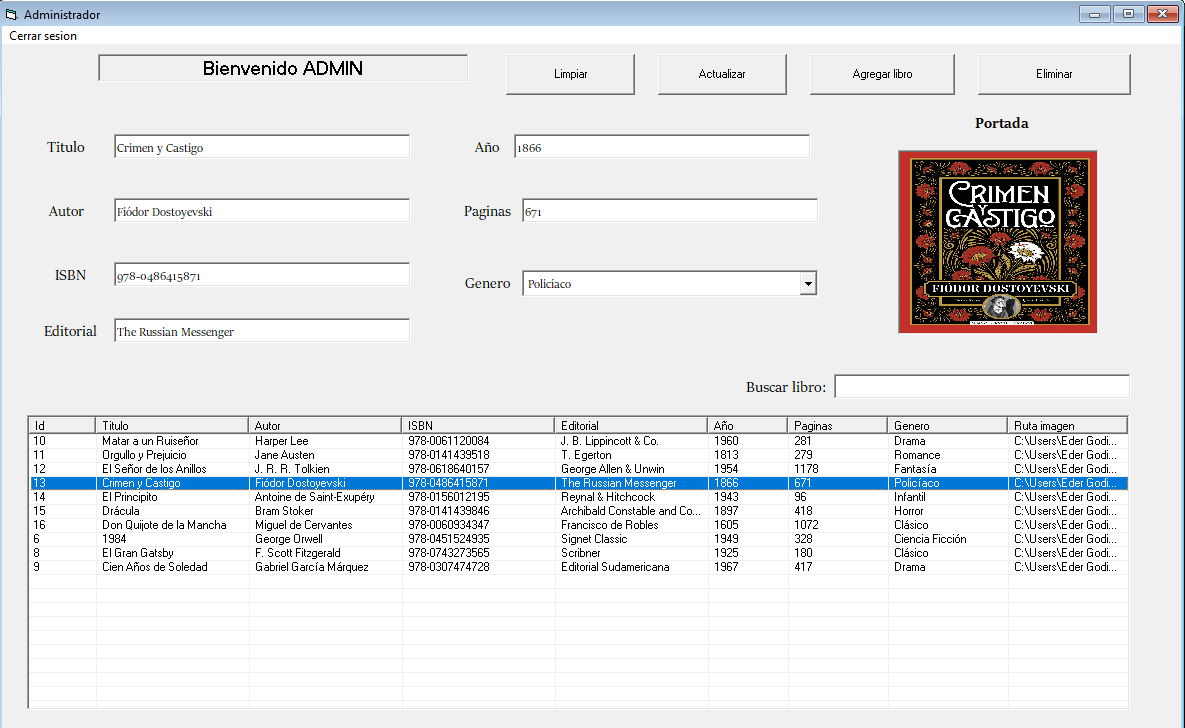 Administrador
Cerrar sesion
Bienvenido ADMIN
Limpiar
Actualizar
Agregar libro
Eliminar
Portada
Titulo Crimen y Castigo
Año 1866
Autor Fiódor Dostoyevski
Paginas 671
ISBN 978-0486415871
Genero Policíaco
Editorial The Russian Messenger
CRIMEN
Y
CASTIGO
FIÓDOR DOSTOYEVSKI
Buscar libro:
Id Titulo Autor ISBN Editorial Año Paginas Genero Ruta imagen
10 Matar a un Ruiseñor Harper Lee 978-0061120084 J. B. Lippincott & Co. 1960 281 Drama C:\Users\Eder Godi...
11 Orgullo y Prejuicio Jane Austen 978-0141439518 T. Egerton 1813 279 Romance C:\Users\Eder Godi...
12 El Señor de los Anillos J. R. R. Tolkien 978-0618640157 George Allen & Unwin 1954 1178 Fantasía C:\Users\Eder Godi...
13 Crimen y Castigo Fiódor Dostoyevski 978-0486415871 The Russian Messenger 1866 671 Policíaco C:\Users\Eder Godi...
14 El Principito Antoine de Saint-Exupéry 978-0156012195 Reynal & Hitchcock 1943 96 Infantil C:\Users\Eder Godi...
15 Drácula Bram Stoker 978-0141439846 Archibald Constable and Co... 1897 418 Horror C:\Users\Eder Godi...
16 Don Quijote de la Mancha Miguel de Cervantes 978-0060934347 Francisco de Robles 1605 1072 Clásico C:\Users\Eder Godi...
6 1984 George Orwell 978-0451524935 Signet Classic 1949 328 Ciencia Ficción C:\Users\Eder Godi...
8 El Gran Gatsby F. Scott Fitzgerald 978-0743273565 Scribner 1925 180 Clásico C:\Users\Eder Godi...
9 Cien Años de Soledad Gabriel García Márquez 978-0307474728 Editorial Sudamericana 1967 417 Drama C:\Users\Eder Godi...